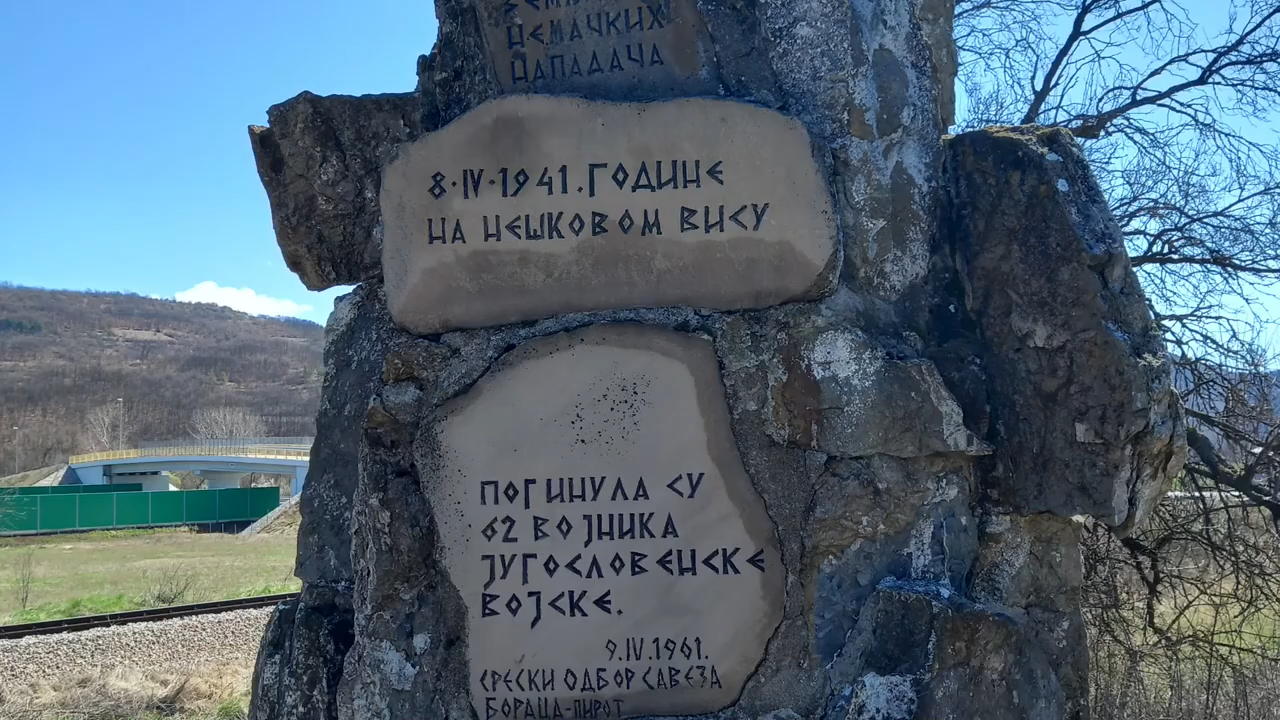 НЕМАЧКИХ
НАПАДАЧА
8·IV·1941.ГОДИНЕ
НА НЕШКОВОМ ВИСУ
ПОГИНУЛА СУ
62 ВОЈНИКА
ЈУГОСЛОВЕНСКЕ
ВОЈСКЕ.
9.IV.1961.
СРЕСКИ ОДБОР САВЕЗА
БОРАЦА-ПИРОТ